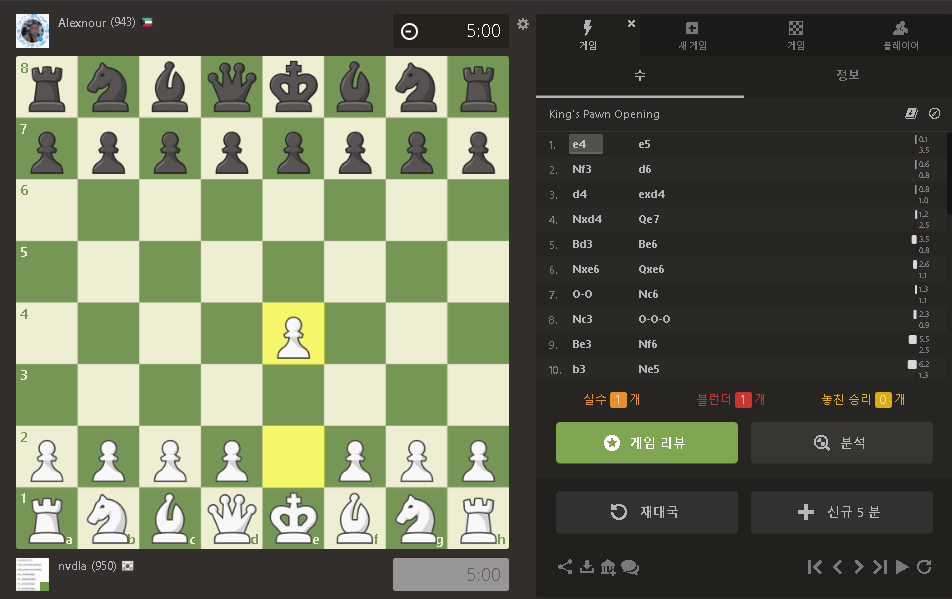 Alexnour (943)
5:00
게임
새 게임
게임
플레이어
수
정보
King's Pawn Opening
1. e4 e5 0.1 3.5
2. Nf3 d6 0.6 0.8
3. d4 exd4 0.8 1.0
4. Nxd4 Qe7 1.2 2.5
5. Bd3 Be6 3.5 0.8
6. Nxe6 Qxe6 2.6 1.1
7. O-O Nc6 1.3 1.1
8. Nc3 O-O-O 2.3 0.9
9. Be3 Nf6 5.5 2.5
10. b3 Ne5 6.2 1.3
실수 1 개
블런더 1 개
놓친 승리 0 개
게임 리뷰
분석
재대국
신규 5 분
8
7
6
5
4
3
2
1
a b c d e f g h
nvdla (950)
5:00